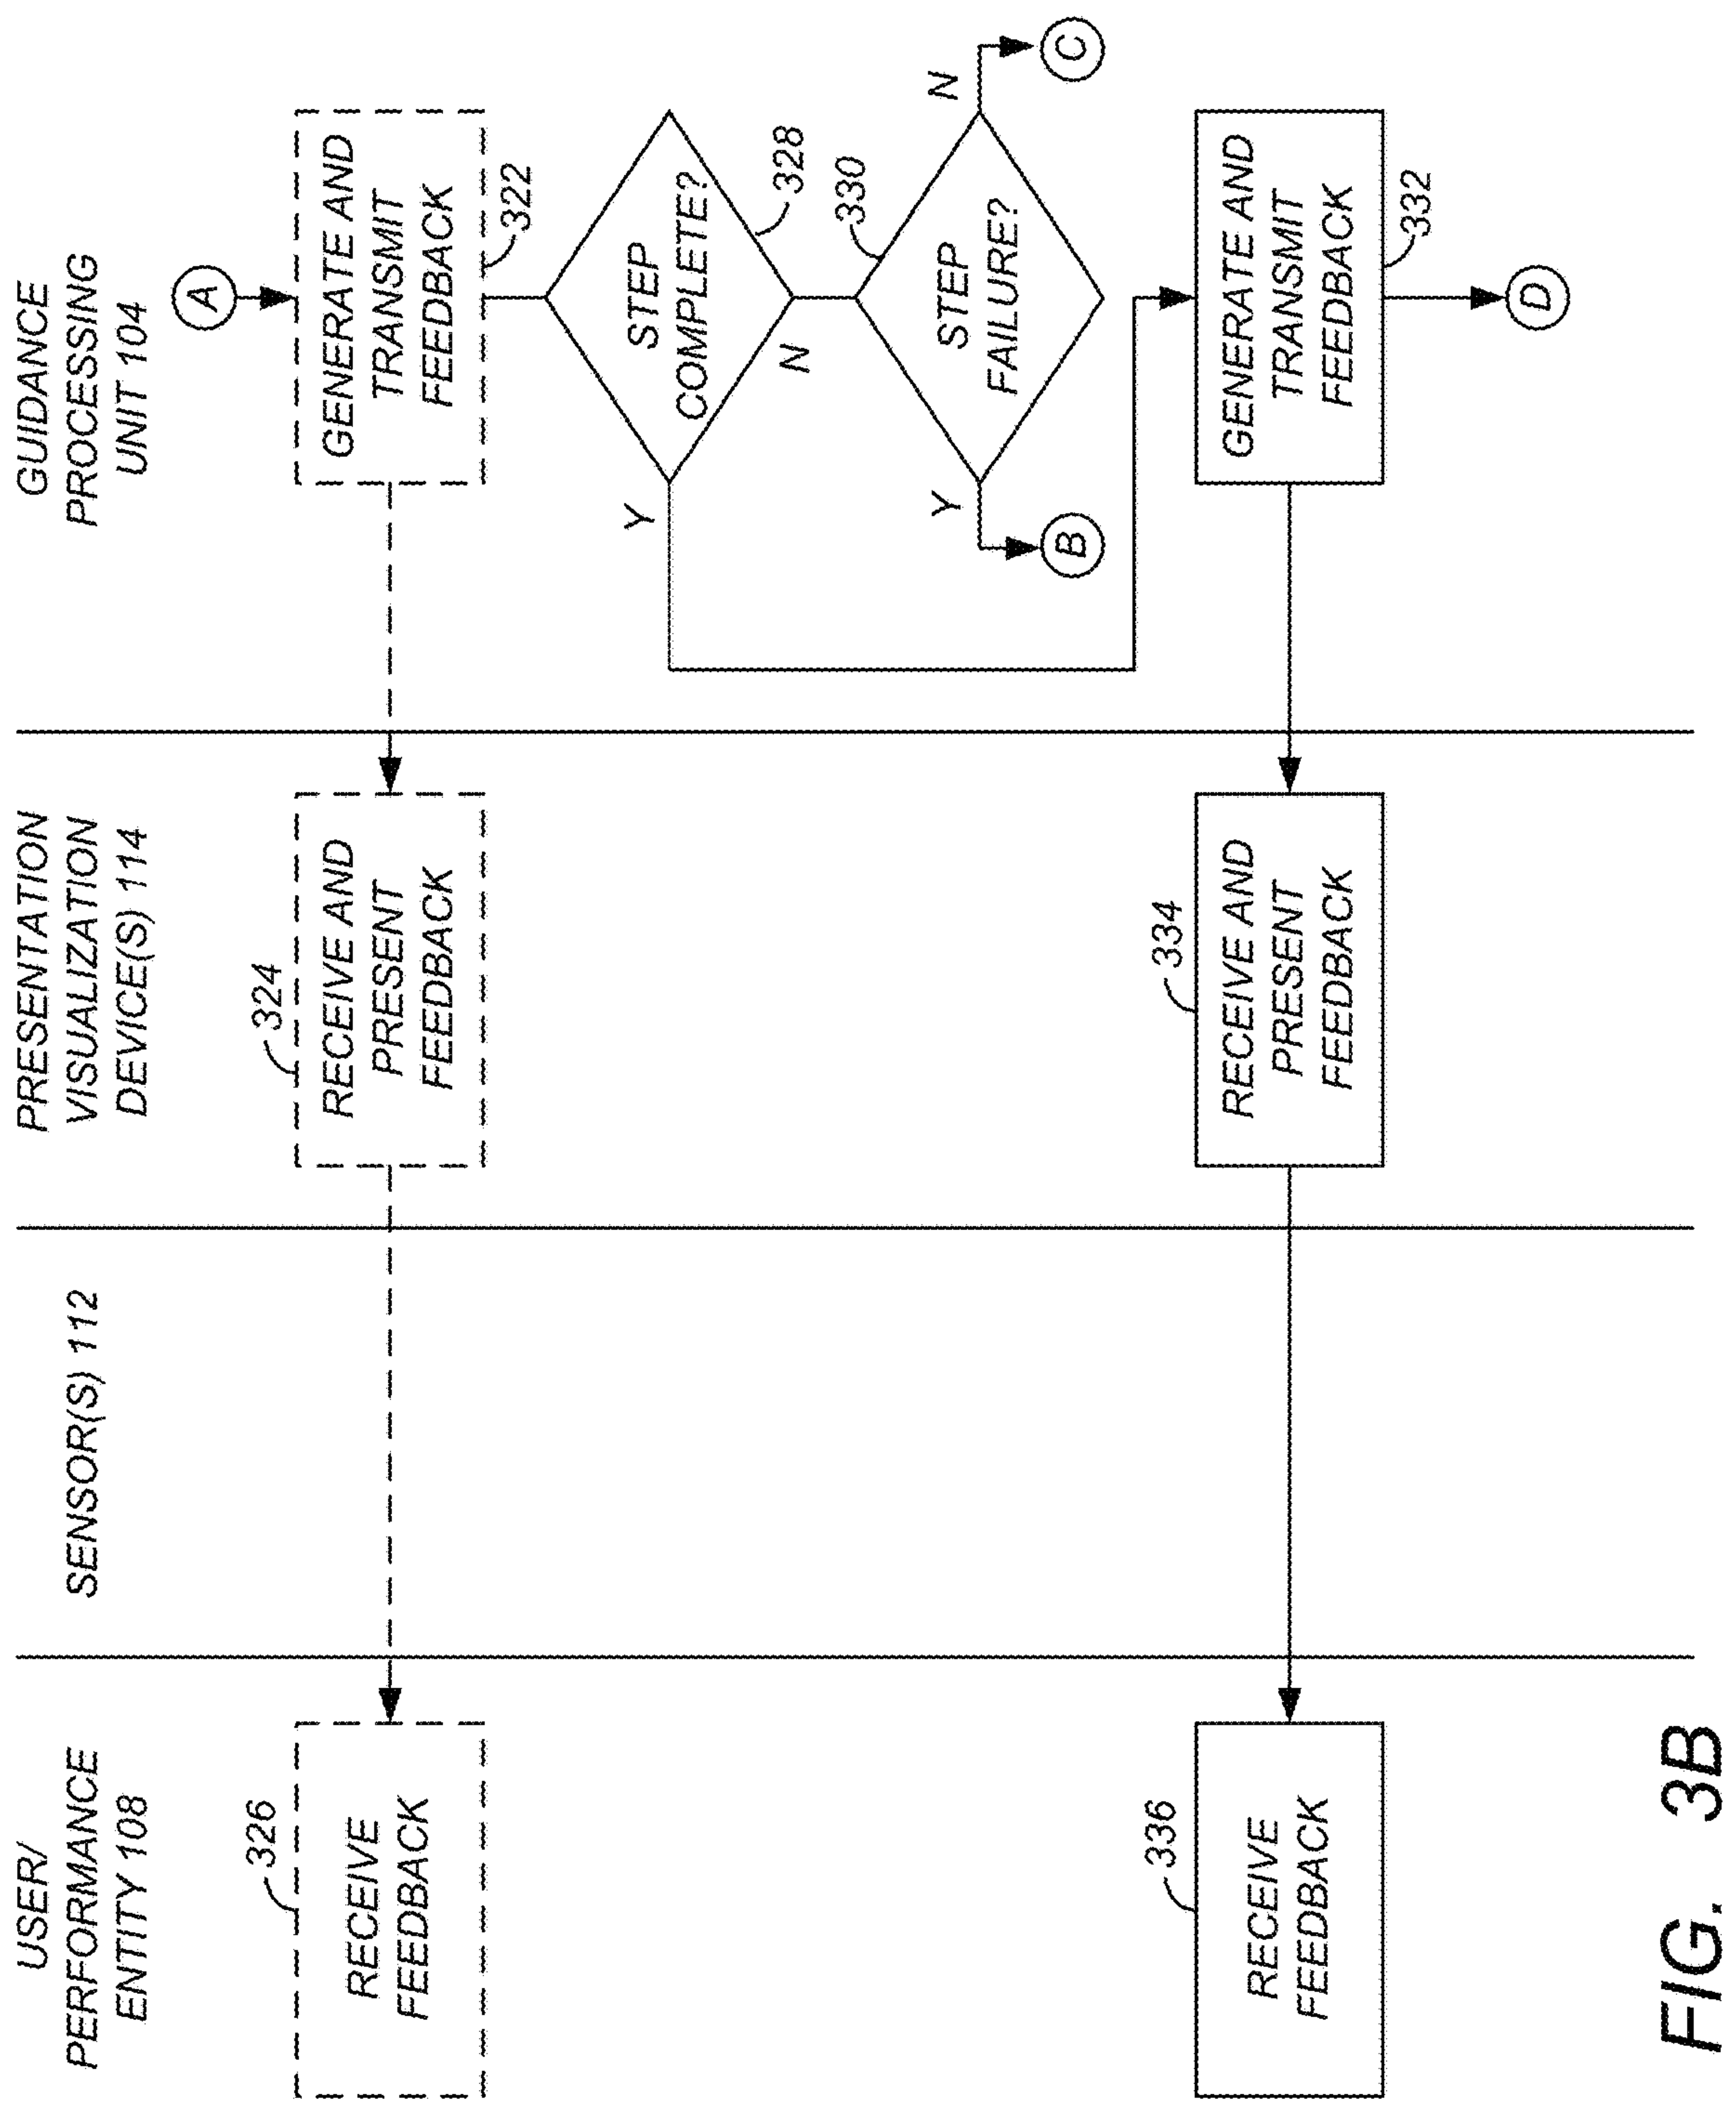 USER/
PERFORMANCE
ENTITY 108
SENSOR(S) 112
PRESENTATION
VISUALIZATION
DEVICE(S) 114
GUIDANCE
PROCESSING
UNIT 104
A
326
RECEIVE
FEEDBACK
324
RECEIVE AND
PRESENT
FEEDBACK
GENERATE AND
TRANSMIT
FEEDBACK
322
Y
STEP
COMPLETE?
328
N
330
Y
STEP
FAILURE?
N
B
C
336
RECEIVE
FEEDBACK
334
RECEIVE AND
PRESENT
FEEDBACK
GENERATE AND
TRANSMIT
FEEDBACK
332
D
FIG. 3B